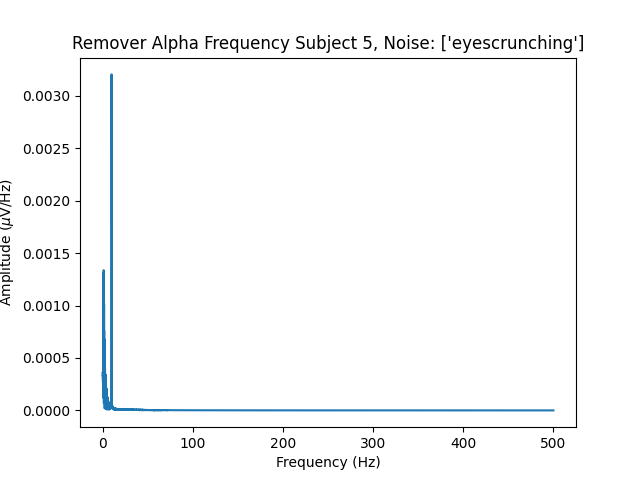 Remover Alpha Frequency Subject 5, Noise: ['eyescrunching']
Amplitude (μV/Hz)
0.0030
0.0025
0.0020
0.0015
0.0010
0.0005
0.0000
0 100 200 300 400 500
Frequency (Hz)